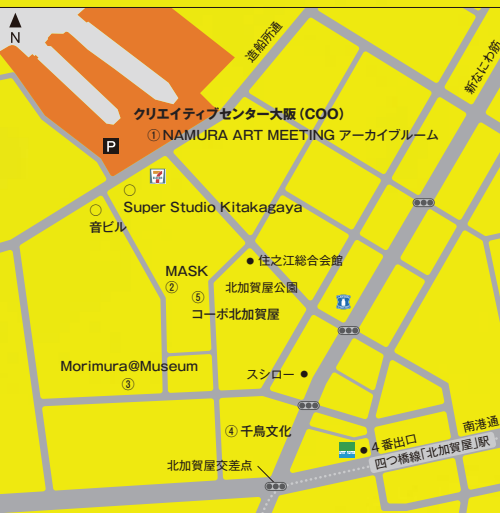 N
造船所通
新なにわ筋
クリエイティブセンター大阪(COO)
① NAMURA ART MEETING アーカイブルーム
P
7
Super Studio Kitakagaya
音ビル
住之江総合会館
MASK
②
北加賀屋公園
⑤
コーポ北加賀屋
Morimura@Museum
③
スシロー
④ 千鳥文化
4番出口
南港通
四つ橋線「北加賀屋」駅
北加賀屋交差点